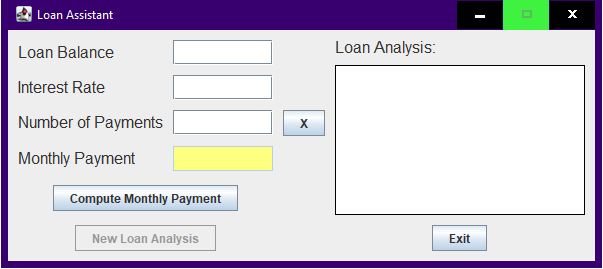 Loan Assistant
Loan Balance
Interest Rate
Number of Payments
X
Monthly Payment
Compute Monthly Payment
New Loan Analysis
Loan Analysis:
Exit